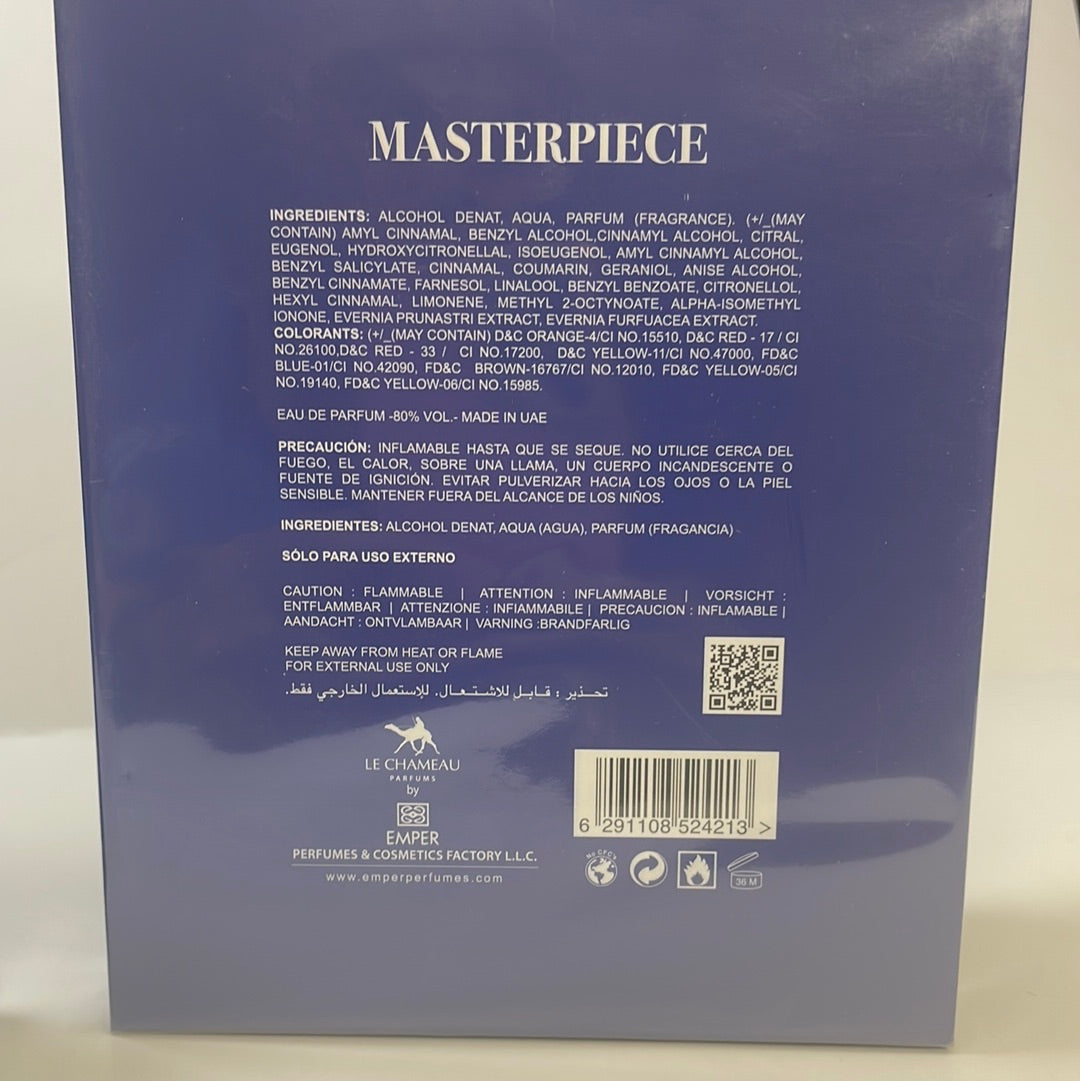 MASTERPIECE
INGREDIENTS: ALCOHOL DENAT, AQUA, PARFUM (FRAGRANCE). (+/_(MAY
CONTAIN) AMYL CINNAMAL, BENZYL ALCOHOL,CINNAMYL ALCOHOL, CITRAL,
EUGENOL, HYDROXYCITRONELLAL, ISOEUGENOL, AMYL CINNAMYL ALCOHOL,
BENZYL SALICYLATE, CINNAMAL, COUMARIN, GERANIOL, ANISE ALCOHOL,
BENZYL CINNAMATE, FARNESOL, LINALOOL, BENZYL BENZOATE, CITRONELLOL,
HEXYL CINNAMAL, LIMONENE, METHYL 2-OCTYNOATE, ALPHA-ISOMETHYL
IONONE, EVERNIA PRUNASTRI EXTRACT, EVERNIA FURFUACEA EXTRACT.
COLORANTS: (+/_(MAY CONTAIN) D&C ORANGE-4/CI NO.15510, D&C RED - 17 / CI
NO.26100,D&C RED - 33 / CI NO.17200, D&C YELLOW-11/CI NO.47000, FD&C
BLUE-01/CI NO.42090, FD&C BROWN-16767/CI NO.12010, FD&C YELLOW-05/CI
NO.19140, FD&C YELLOW-06/CI NO.15985.
EAU DE PARFUM -80% VOL.- MADE IN UAE
PRECAUCIÓN: INFLAMABLE HASTA QUE SE SEQUE. NO UTILICE CERCA DEL
FUEGO, EL CALOR, SOBRE UNA LLAMA, UN CUERPO INCANDESCENTE O
FUENTE DE IGNICIÓN. EVITAR PULVERIZAR HACIA LOS OJOS O LA PIEL
SENSIBLE. MANTENER FUERA DEL ALCANCE DE LOS NIÑOS.
INGREDIENTES: ALCOHOL DENAT, AQUA (AGUA), PARFUM (FRAGANCIA)
SÓLO PARA USO EXTERNO
CAUTION : FLAMMABLE | ATTENTION : INFLAMMABLE | VORSICHT :
ENTFLAMMBAR | ATTENZIONE : INFIAMMABILE | PRECAUCION : INFLAMABLE |
AANDACHT : ONTVLAMBAAR | VARNING :BRANDFARLIG
KEEP AWAY FROM HEAT OR FLAME
FOR EXTERNAL USE ONLY
تحذير : قابل للاشتعال. للإستعمال الخارجي فقط.
LE CHAMEAU
PARFUMS
by
EMPER
PERFUMES & COSMETICS FACTORY L.L.C.
www.emperperfumes.com
6 291108 524213 >
No CFC's
36 M